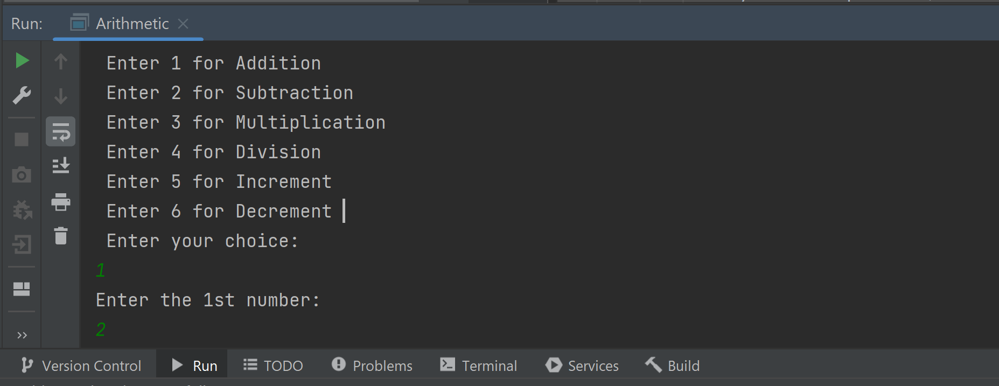 Run: Arithmetic
Enter 1 for Addition
Enter 2 for Subtraction
Enter 3 for Multiplication
Enter 4 for Division
Enter 5 for Increment
Enter 6 for Decrement
Enter your choice:
1
Enter the 1st number:
2
Version Control Run TODO Problems Terminal Services Build